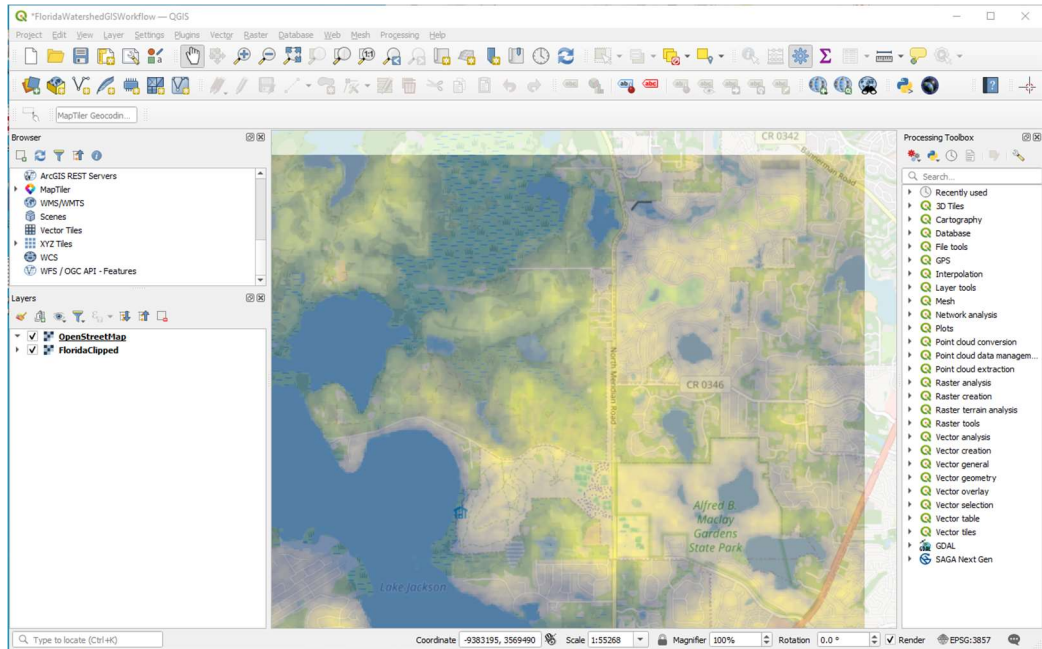 *FloridaWatershedGISWorkflow — QGIS
Project Edit View Layer Settings Plugins Vector Raster Database Web Mesh Processing Help
MapTiler Geocodin...
Browser
ArcGIS REST Servers
MapTiler
WMS/WMTS
Scenes
Vector Tiles
XYZ Tiles
WCS
WFS / OGC API - Features
Layers
OpenStreetMap
FloridaClipped
CR 0342
Bannerman Road
North Meridian Road
CR 0346
Alfred B.
Maclay
Gardens
State Park
Lake Jackson
Processing Toolbox
Search...
Recently used
3D Tiles
Cartography
Database
File tools
GPS
Interpolation
Layer tools
Mesh
Network analysis
Plots
Point cloud conversion
Point cloud data managem...
Point cloud extraction
Raster analysis
Raster creation
Raster terrain analysis
Raster tools
Vector analysis
Vector creation
Vector general
Vector geometry
Vector overlay
Vector selection
Vector table
Vector tiles
GDAL
SAGA Next Gen
Type to locate (Ctrl+K)
Coordinate -9383195, 3569490 Scale 1:55268 Magnifier 100% Rotation 0.0 ° Render EPSG:3857